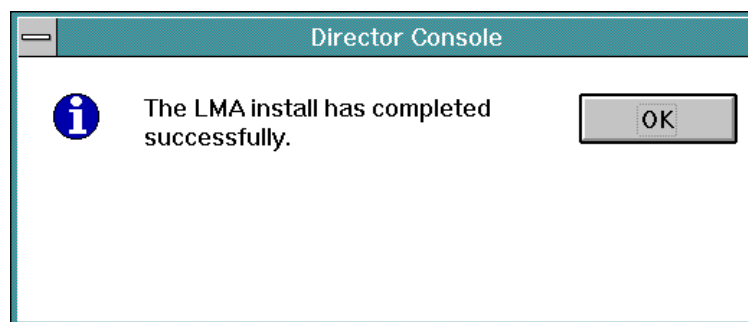 Director Console
The LMA install has completed
successfully.
OK